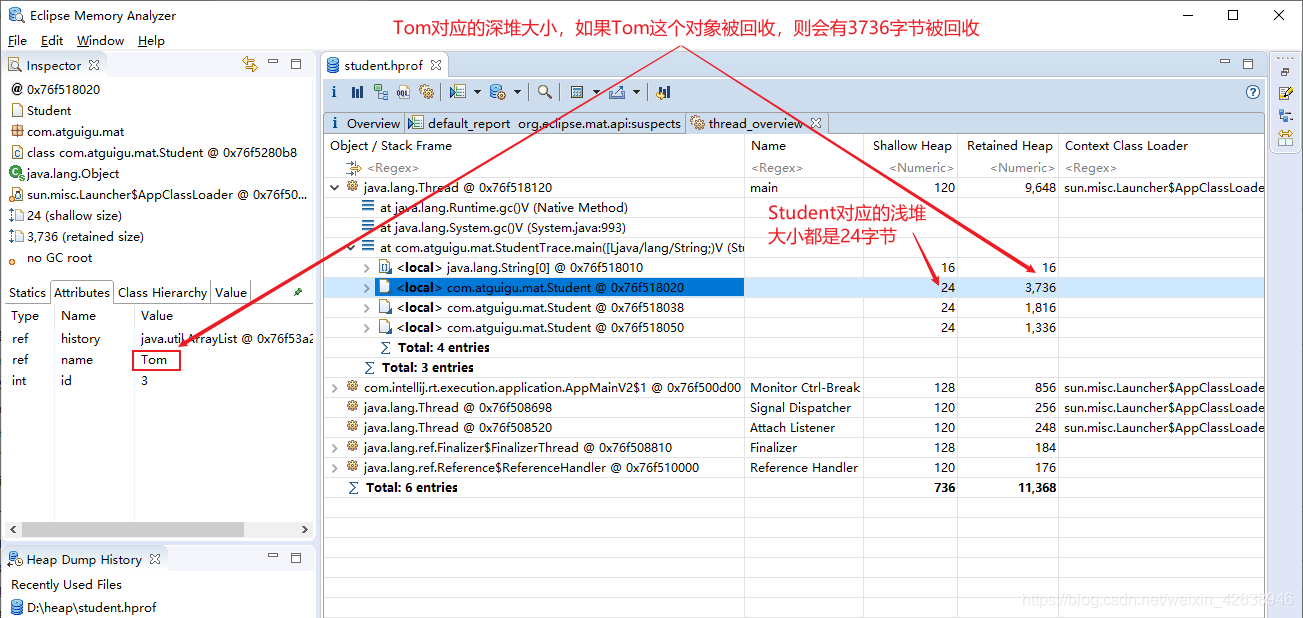 Eclipse Memory Analyzer
File Edit Window Help
Tom对应的深堆大小，如果Tom这个对象被回收，则会有3736字节被回收
Inspector
@ 0x76f518020
Student
com.atguigu.mat
class com.atguigu.mat.Student @ 0x76f5280b8
java.lang.Object
sun.misc.Launcher$AppClassLoader @ 0x76f50...
24 (shallow size)
3,736 (retained size)
no GC root
Statics Attributes Class Hierarchy Value
Type Name Value
ref history java.util.ArrayList @ 0x76f53a2
ref name Tom
int id 3
Heap Dump History
Recently Used Files
D:\heap\student.hprof
student.hprof
i Overview default_report org.eclipse.mat.api:suspects thread_overview
Object / Stack Frame Name Shallow Heap Retained Heap Context Class Loader
<Regex> <Regex> <Numeric> <Numeric> <Regex>
java.lang.Thread @ 0x76f518120 main 120 9,648 sun.misc.Launcher$AppClassLoade
at java.lang.Runtime.gc()V (Native Method)
at java.lang.System.gc()V (System.java:993)
at com.atguigu.mat.StudentTrace.main([Ljava/lang/String;)V (St
Student对应的浅堆
大小都是24字节
<local> java.lang.String[0] @ 0x76f518010 16 16
<local> com.atguigu.mat.Student @ 0x76f518020 24 3,736
<local> com.atguigu.mat.Student @ 0x76f518038 24 1,816
<local> com.atguigu.mat.Student @ 0x76f518050 24 1,336
Σ Total: 4 entries
Σ Total: 3 entries
com.intellij.rt.execution.application.AppMainV2$1 @ 0x76f500d00 Monitor Ctrl-Break 128 856 sun.misc.Launcher$AppClassLoade
java.lang.Thread @ 0x76f508698 Signal Dispatcher 120 256 sun.misc.Launcher$AppClassLoade
java.lang.Thread @ 0x76f508520 Attach Listener 120 248 sun.misc.Launcher$AppClassLoade
java.lang.ref.Finalizer$FinalizerThread @ 0x76f508810 Finalizer 128 184
java.lang.ref.Reference$ReferenceHandler @ 0x76f510000 Reference Handler 120 176
Σ Total: 6 entries 736 11,368
https://blog.csdn.net/weixin_42638946